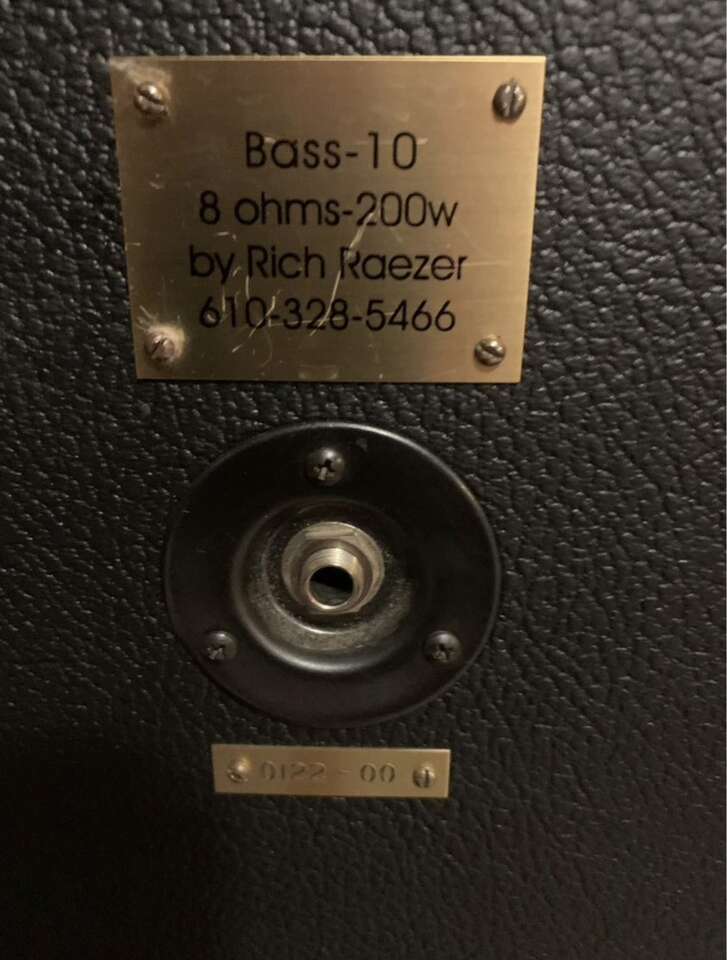 Bass-10
8 ohms-200w
by Rich Raezer
610-328-5466
0122-00